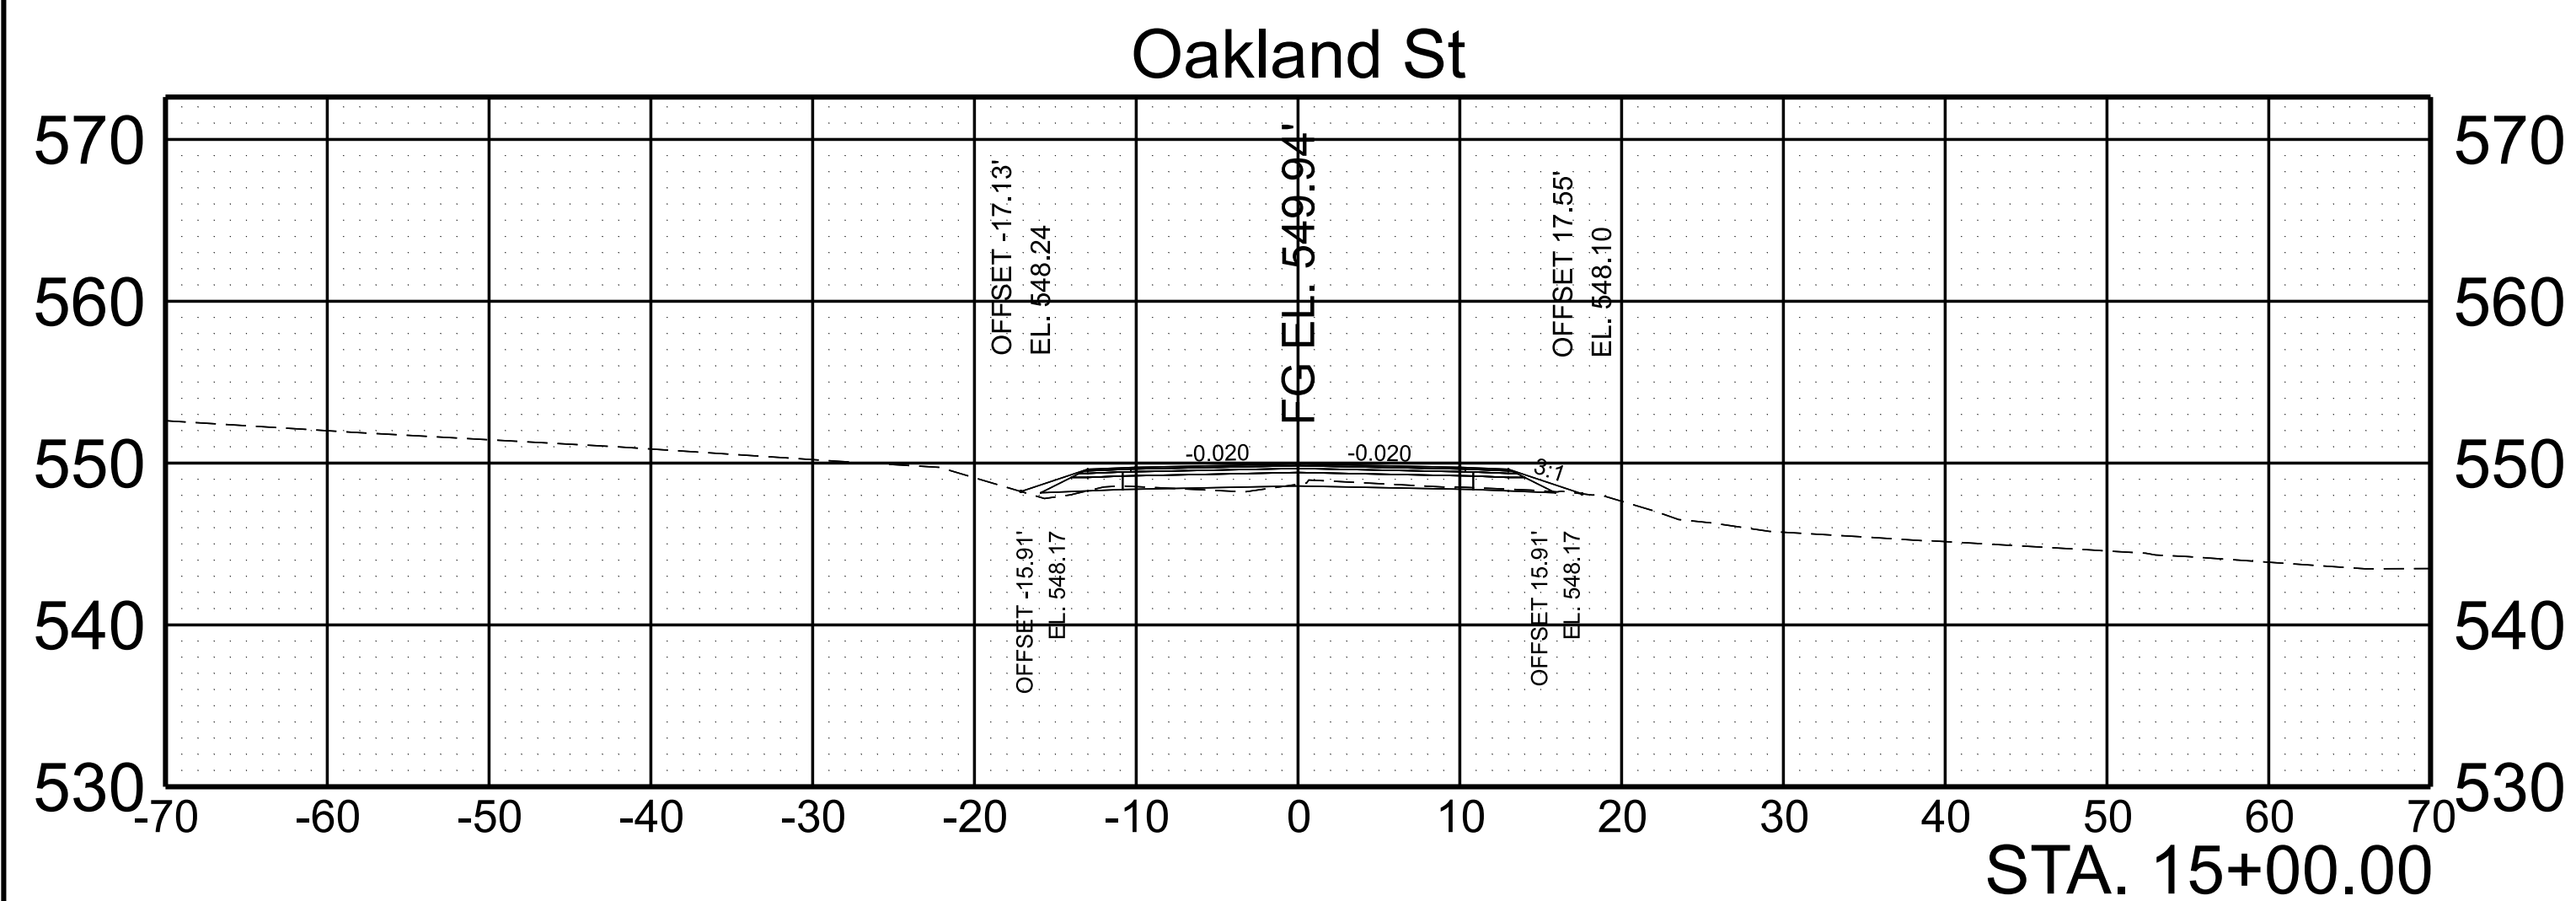 Oakland St
570 570
OFFSET -17.13'
EL. 548.24
FG EL. 549.94'
OFFSET 17.55'
EL. 548.10
560 560
-0.020 -0.020 3:1
550 550
OFFSET -15.91'
EL. 548.17
OFFSET 15.91'
EL. 548.17
540 540
530 530
-70 -60 -50 -40 -30 -20 -10 0 10 20 30 40 50 60 70
STA. 15+00.00